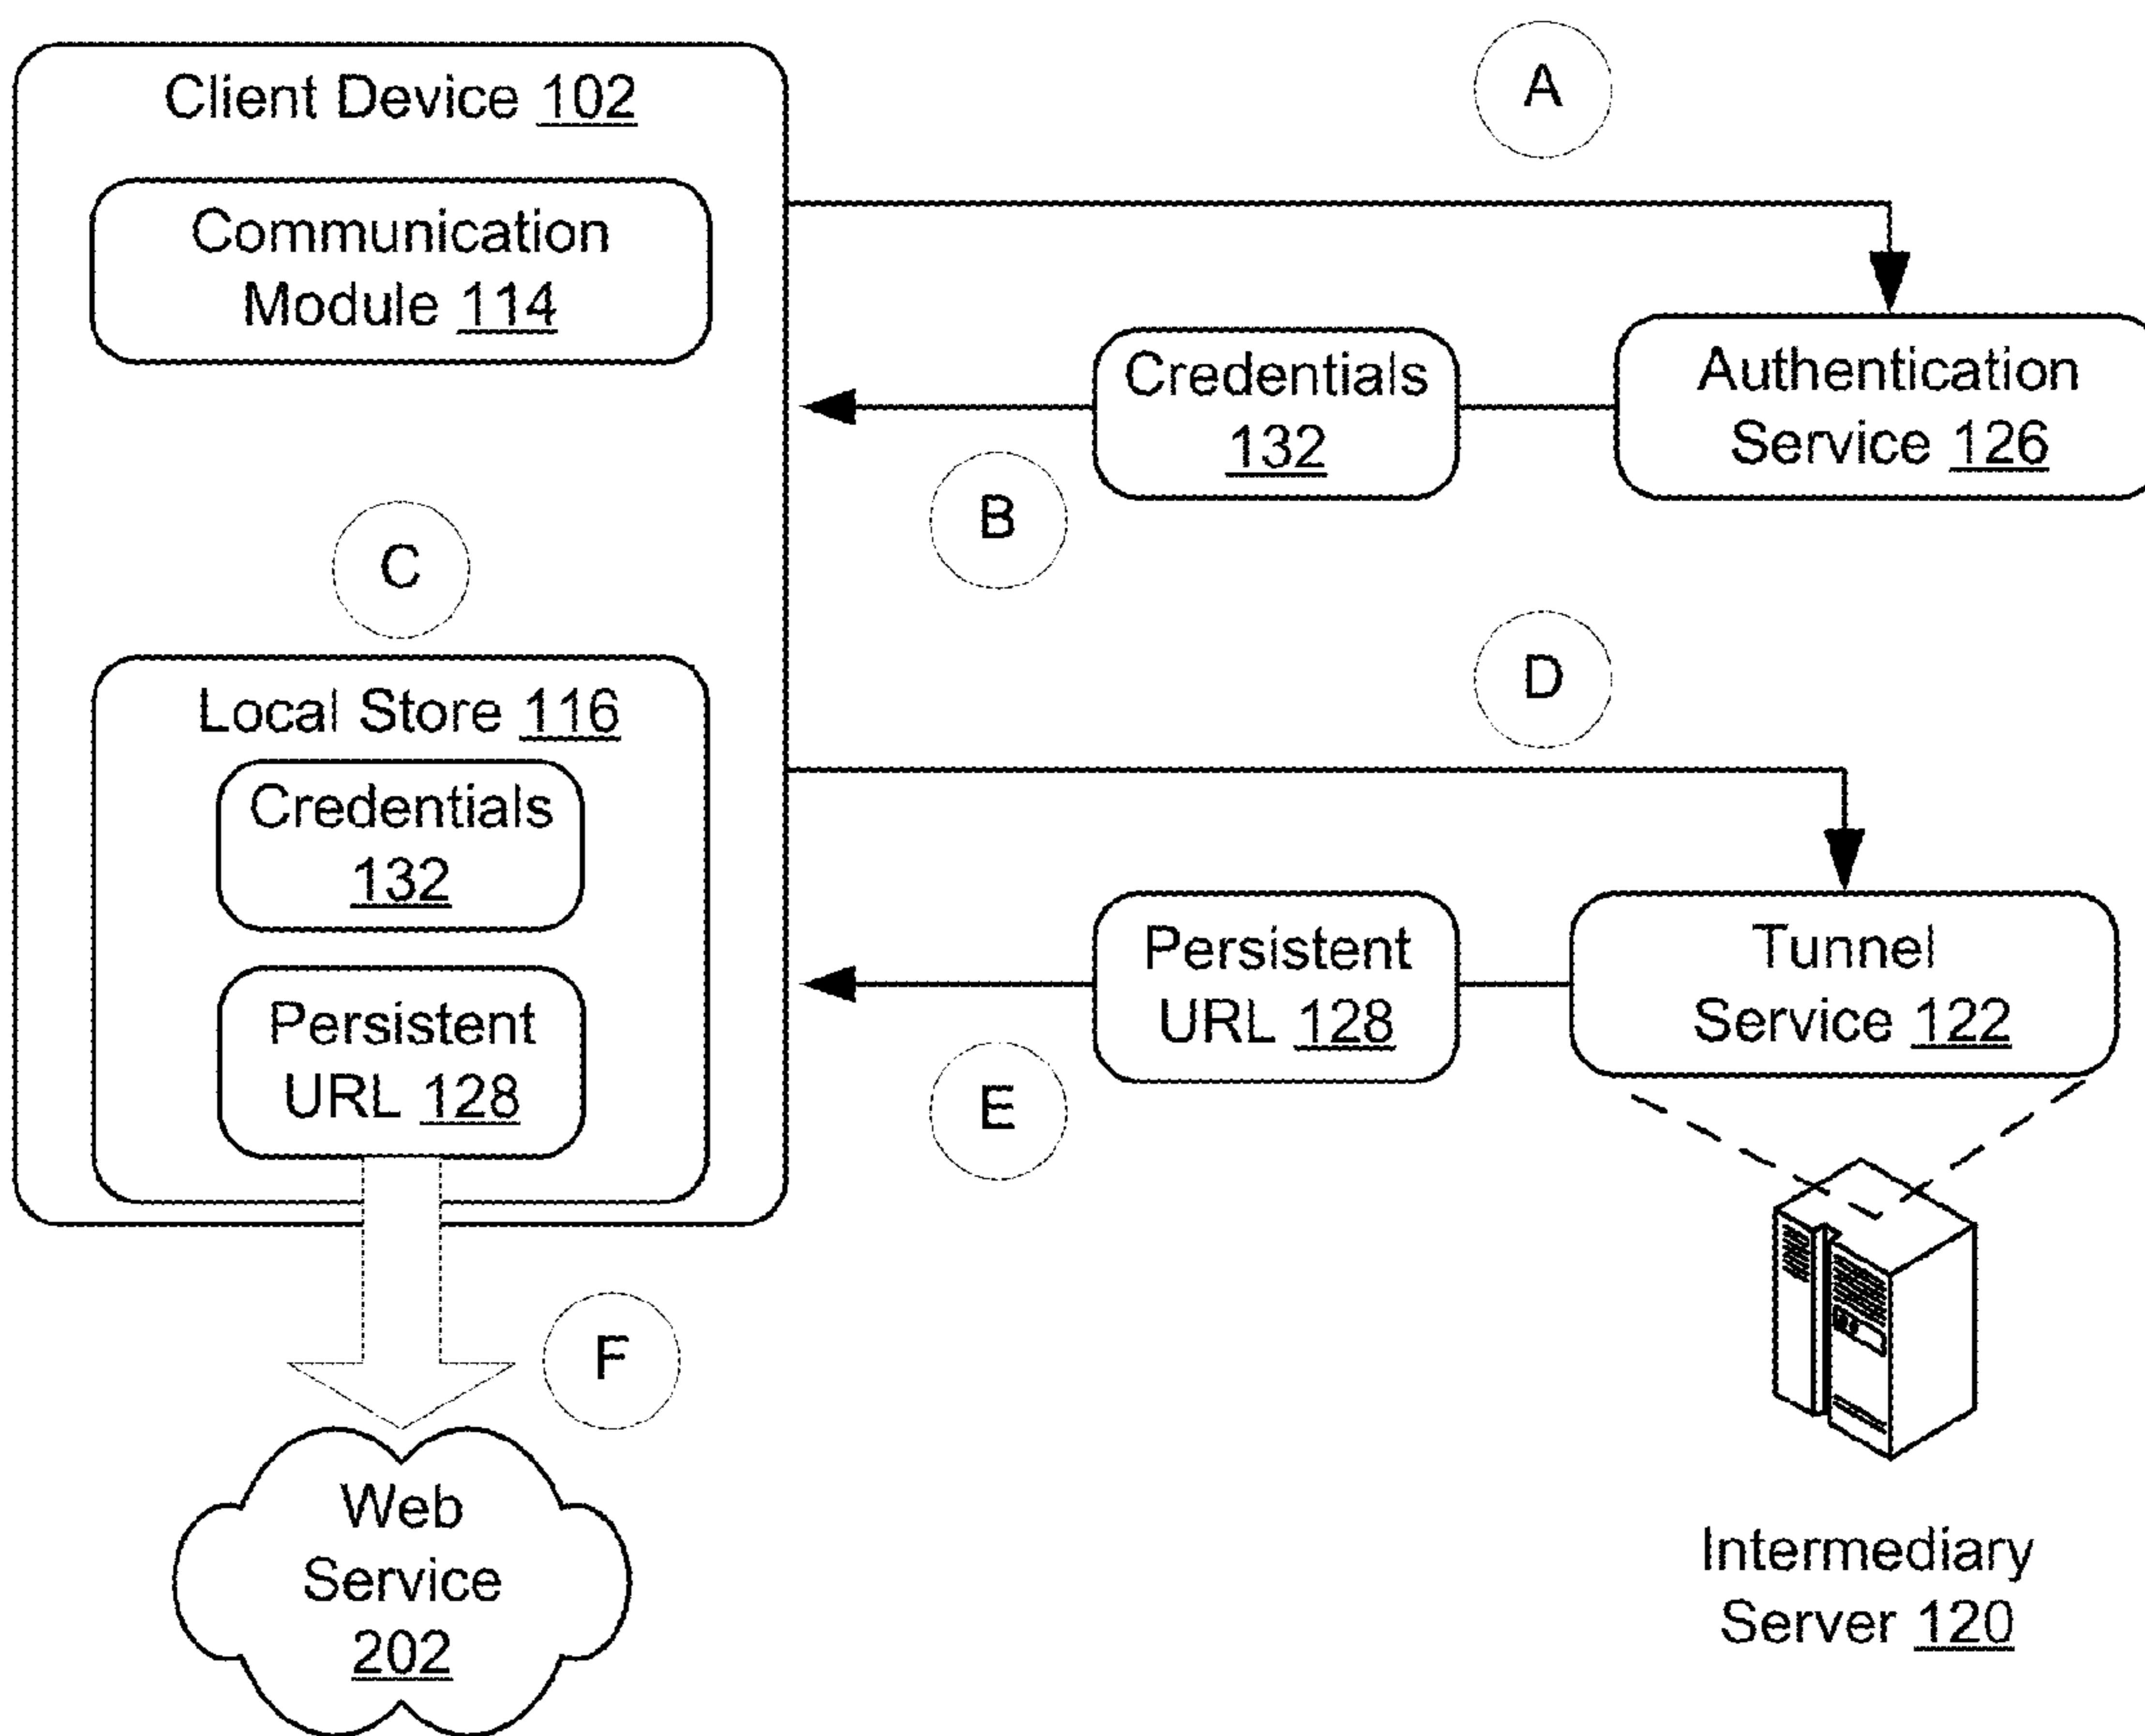 Client Device 102
Communication
Module 114
A
Credentials
132
Authentication
Service 126
B
C
D
Local Store 116
Credentials
132
Persistent
URL 128
Persistent
URL 128
Tunnel
Service 122
E
F
Web
Service
202
Intermediary
Server 120